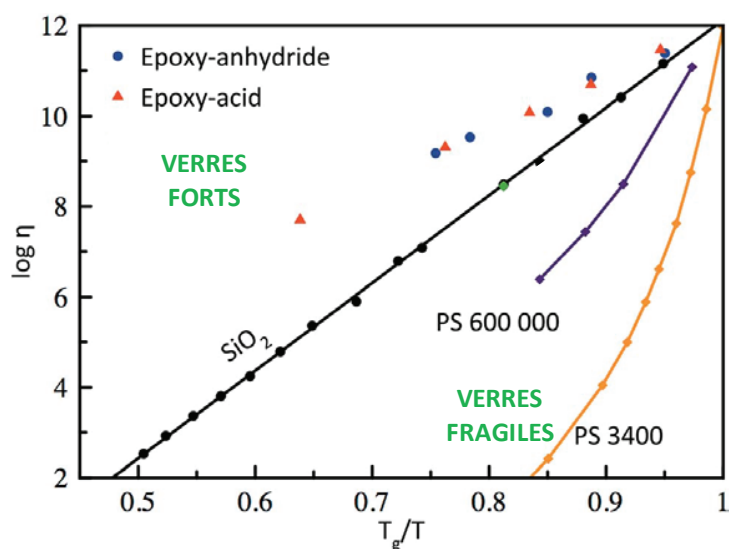 12
10
8
6
4
2
log η
Epoxy-anhydride
Epoxy-acid
VERRES
FORTS
SiO₂
PS 600 000
VERRES
FRAGILES
PS 3400
0.5
0.6
0.7
0.8
0.9
1
T_g/T